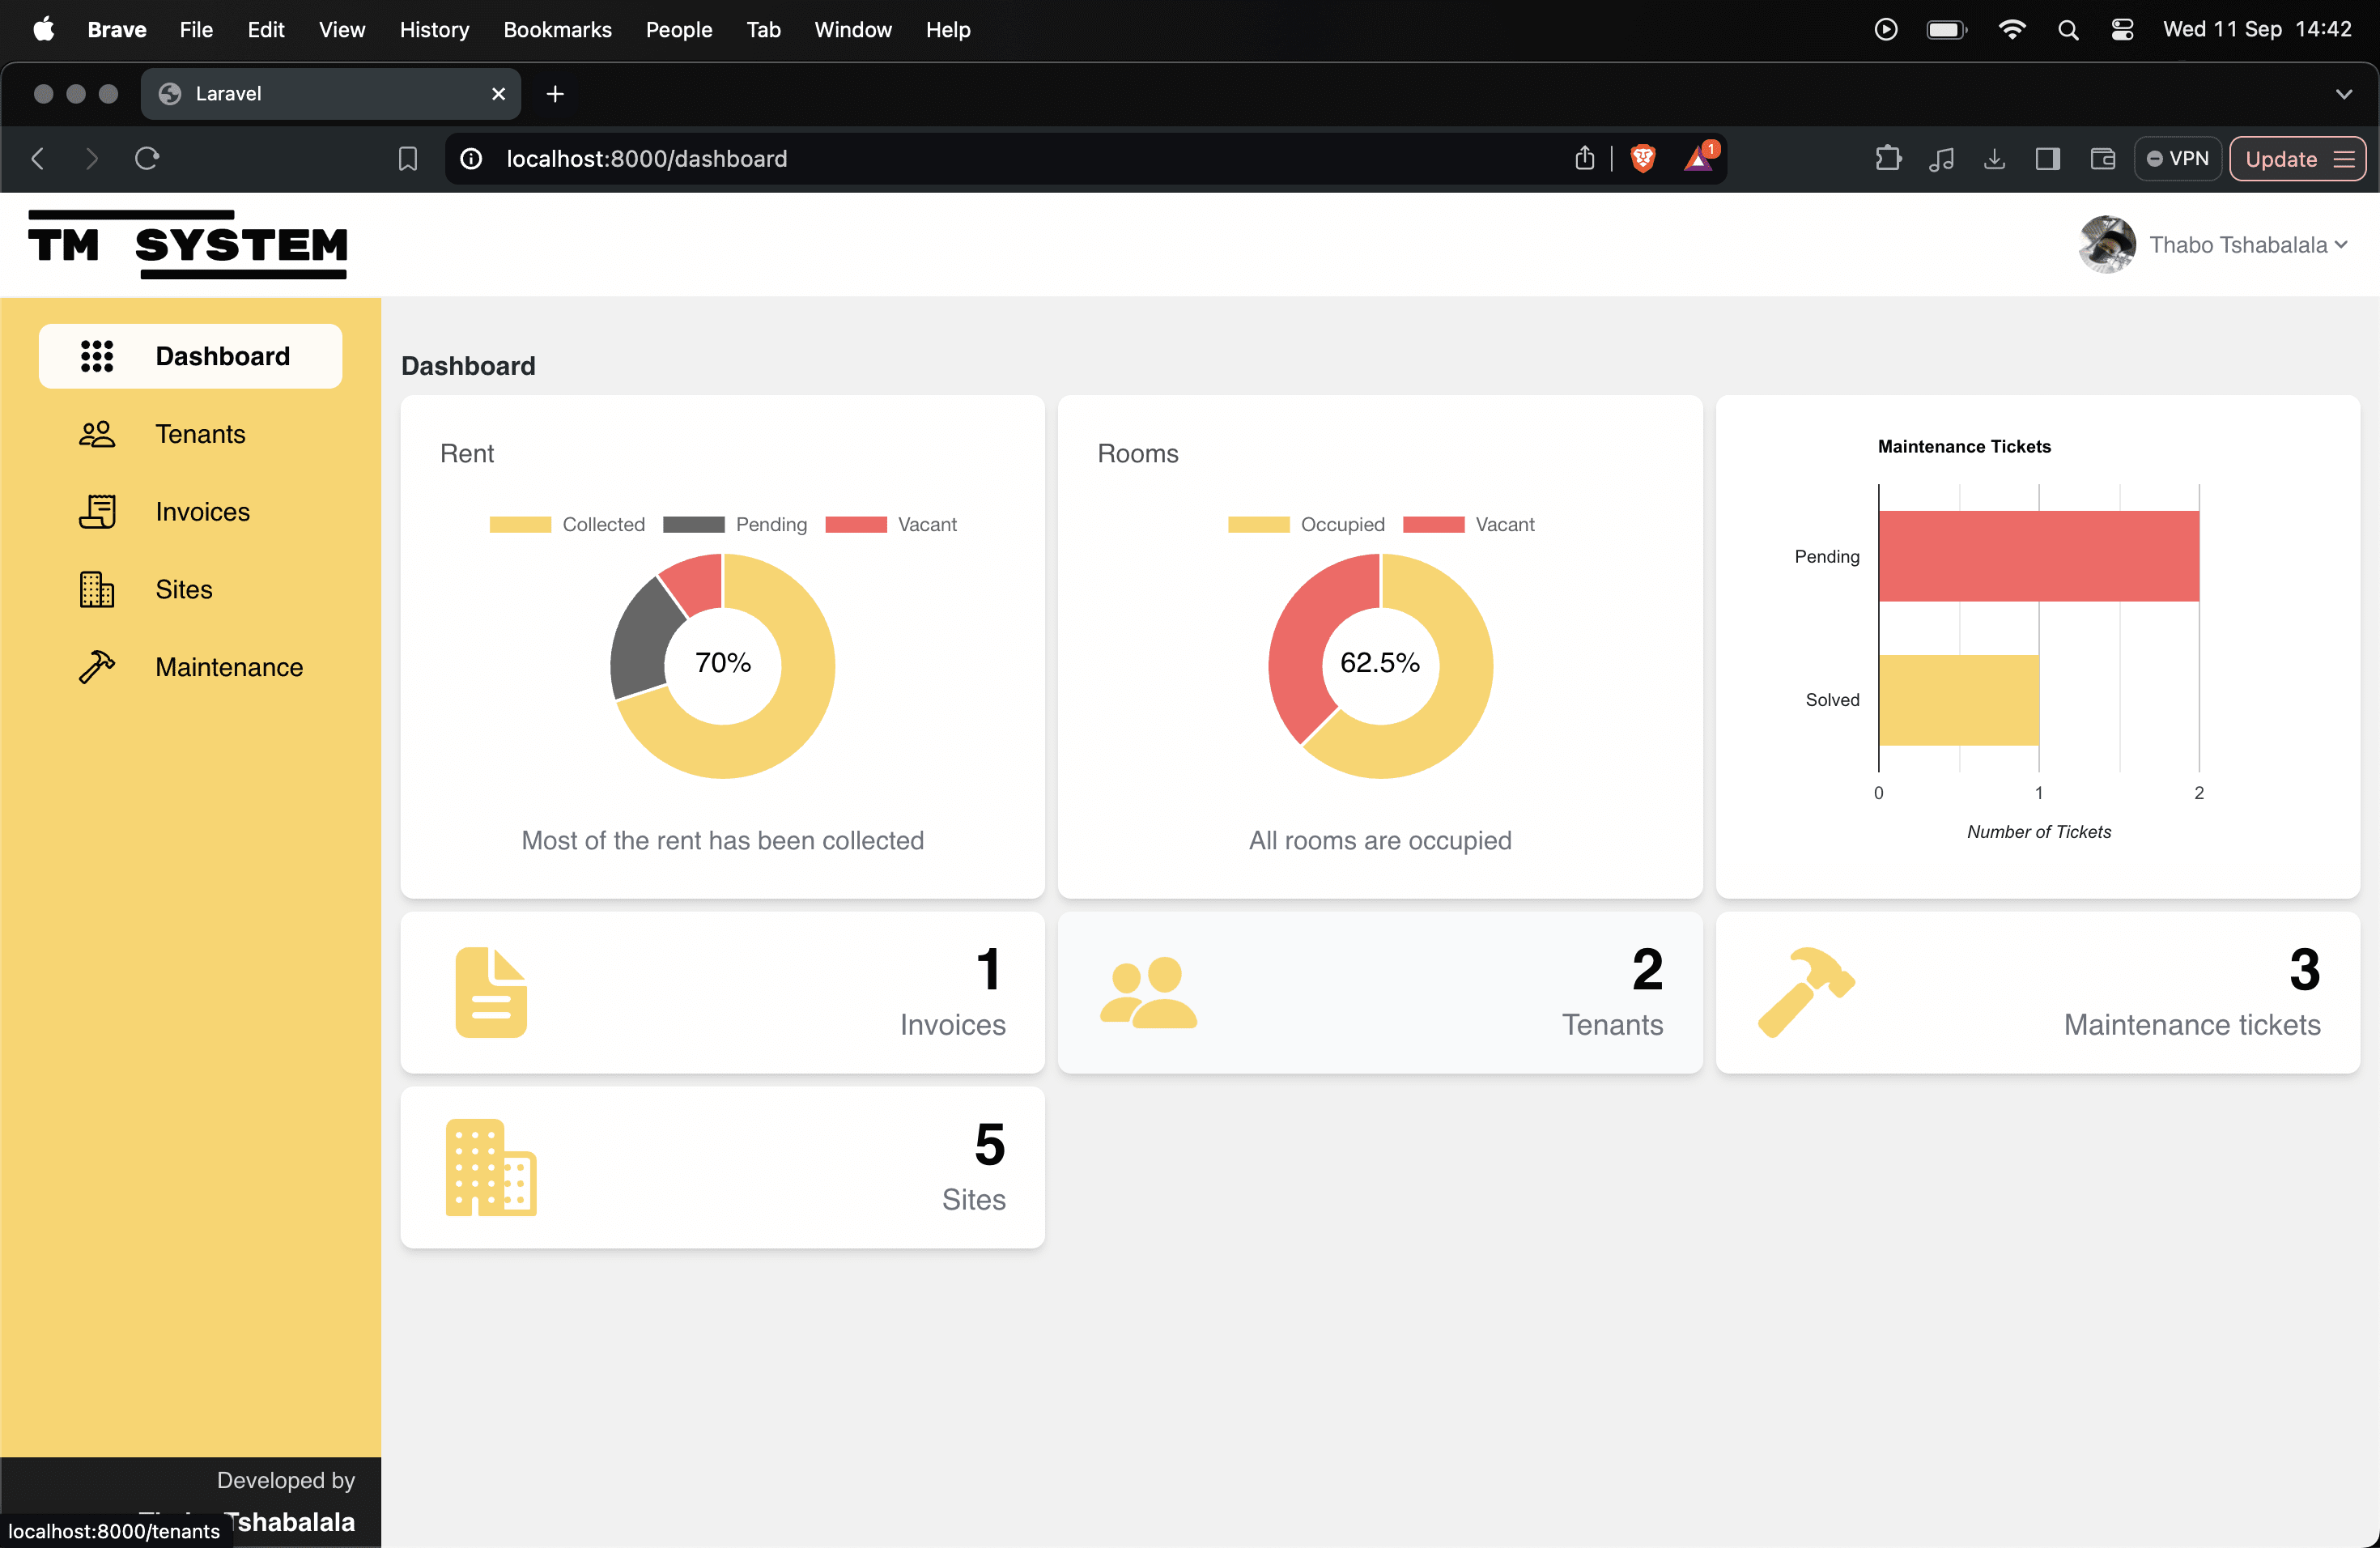 Brave File Edit View History Bookmarks People Tab Window Help Wed 11 Sep 14:42
Laravel
localhost:8000/dashboard 1 VPN Update
TM SYSTEM
Thabo Tshabalala
Dashboard
Tenants
Invoices
Sites
Maintenance
Dashboard
Rent
Collected Pending Vacant
70%
Most of the rent has been collected
Rooms
Occupied Vacant
62.5%
All rooms are occupied
Maintenance Tickets
Pending
Solved
0 1 2
Number of Tickets
1
Invoices
2
Tenants
3
Maintenance tickets
5
Sites
Developed by
Tshabalala
localhost:8000/tenants